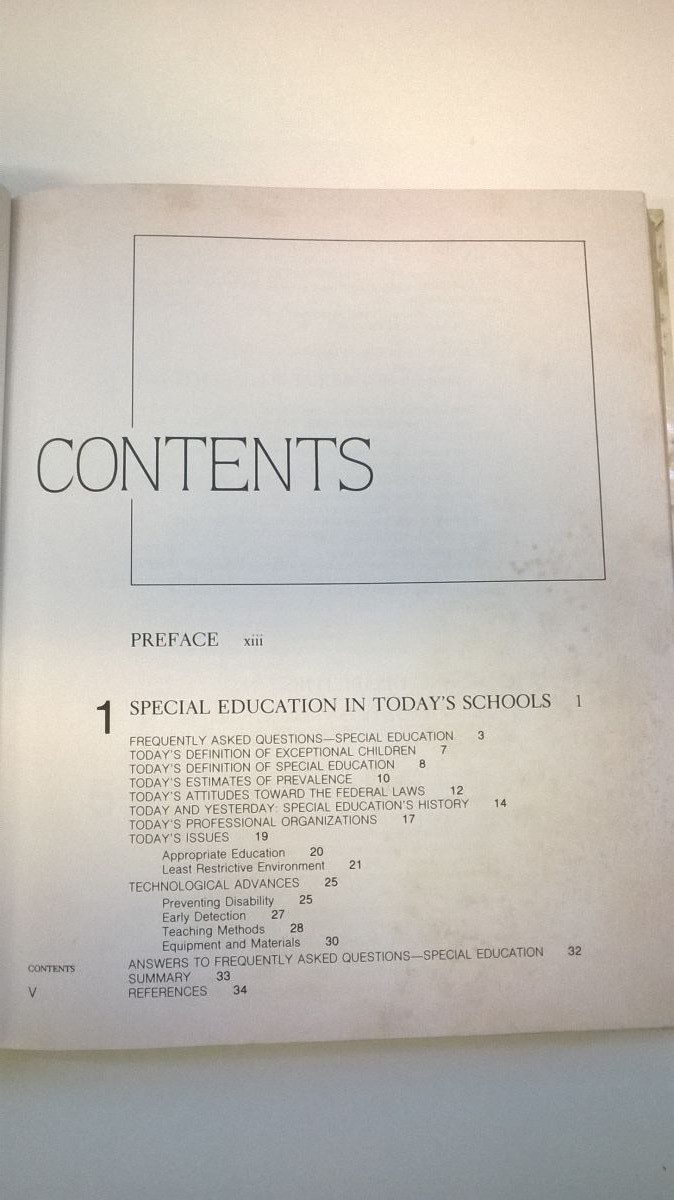 CONTENTS
PREFACE xiii
1 SPECIAL EDUCATION IN TODAY'S SCHOOLS 1
FREQUENTLY ASKED QUESTIONS—SPECIAL EDUCATION 3
TODAY'S DEFINITION OF EXCEPTIONAL CHILDREN 7
TODAY'S DEFINITION OF SPECIAL EDUCATION 8
TODAY'S ESTIMATES OF PREVALENCE 10
TODAY'S ATTITUDES TOWARD THE FEDERAL LAWS 12
TODAY AND YESTERDAY: SPECIAL EDUCATION'S HISTORY 14
TODAY'S PROFESSIONAL ORGANIZATIONS 17
TODAY'S ISSUES 19
Appropriate Education 20
Least Restrictive Environment 21
TECHNOLOGICAL ADVANCES 25
Preventing Disability 25
Early Detection 27
Teaching Methods 28
Equipment and Materials 30
ANSWERS TO FREQUENTLY ASKED QUESTIONS—SPECIAL EDUCATION 32
SUMMARY 33
REFERENCES 34
CONTENTS
V